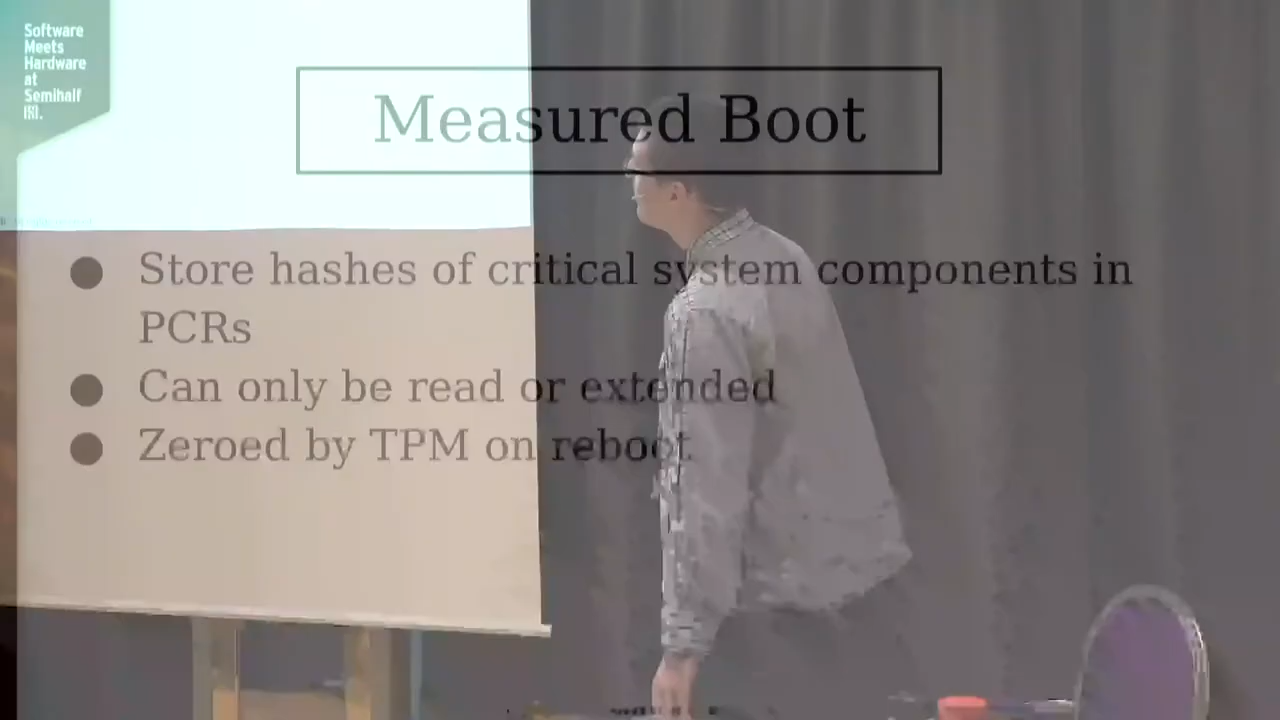 Software
Meets
Hardware
at
Semihalf
Measured Boot
● Store hashes of critical system components in
PCRs
● Can only be read or extended
● Zeroed by TPM on reboot